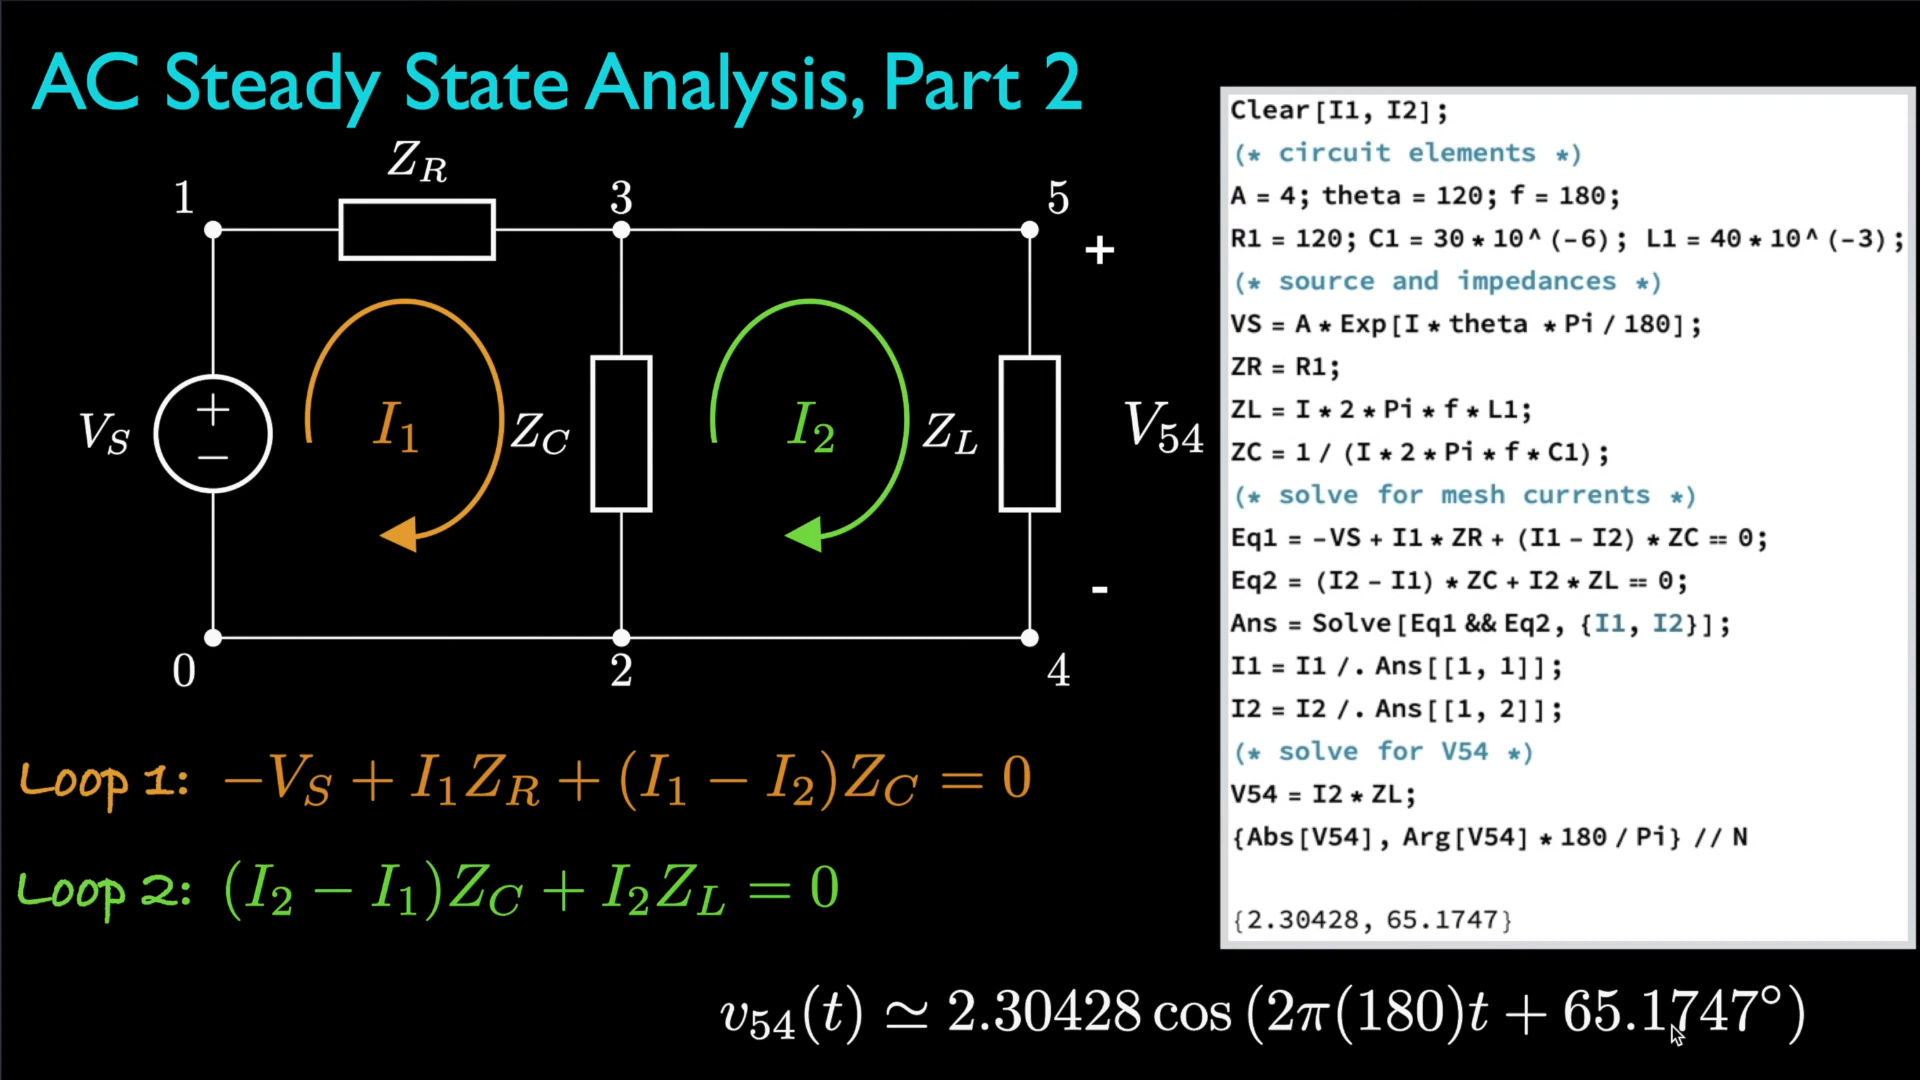 AC Steady State Analysis, Part 2
Z_R
1
3
5
+
V_S
+
−
I_1
Z_C
I_2
Z_L
V_54
-
0
2
4
Loop 1: −V_S + I_1 Z_R + (I_1 − I_2)Z_C = 0
Loop 2: (I_2 − I_1)Z_C + I_2 Z_L = 0
Clear[I1, I2];
(* circuit elements *)
A = 4; theta = 120; f = 180;
R1 = 120; C1 = 30 * 10^(-6); L1 = 40 * 10^(-3);
(* source and impedances *)
VS = A * Exp[I * theta * Pi / 180];
ZR = R1;
ZL = I * 2 * Pi * f * L1;
ZC = 1 / (I * 2 * Pi * f * C1);
(* solve for mesh currents *)
Eq1 = -VS + I1 * ZR + (I1 - I2) * ZC == 0;
Eq2 = (I2 - I1) * ZC + I2 * ZL == 0;
Ans = Solve[Eq1 && Eq2, {I1, I2}];
I1 = I1 /. Ans[[1, 1]];
I2 = I2 /. Ans[[1, 2]];
(* solve for V54 *)
V54 = I2 * ZL;
{Abs[V54], Arg[V54] * 180 / Pi} // N
{2.30428, 65.1747}
v_54(t) ≃ 2.30428 cos (2π(180)t + 65.1747°)